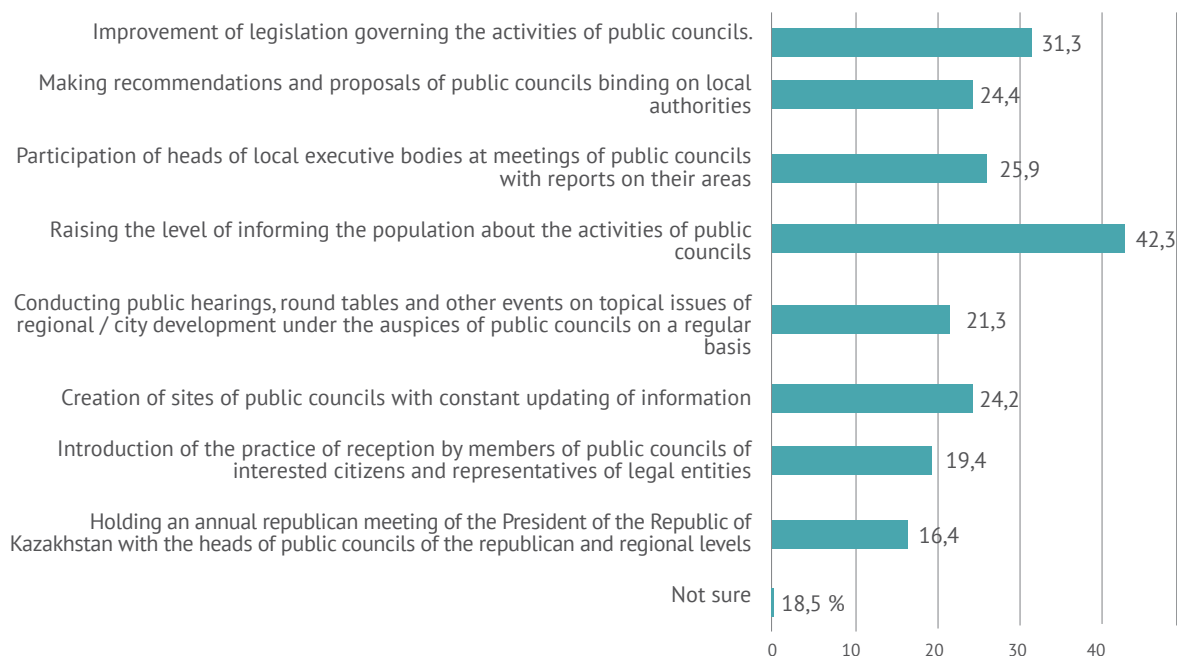 Improvement of legislation governing the activities of public councils.
31,3
Making recommendations and proposals of public councils binding on local
authorities
24,4
Participation of heads of local executive bodies at meetings of public councils
with reports on their areas
25,9
Raising the level of informing the population about the activities of public
councils
42,3
Conducting public hearings, round tables and other events on topical issues of
regional / city development under the auspices of public councils on a regular
basis
21,3
Creation of sites of public councils with constant updating of information
24,2
Introduction of the practice of reception by members of public councils of
interested citizens and representatives of legal entities
19,4
Holding an annual republican meeting of the President of the Republic of
Kazakhstan with the heads of public councils of the republican and regional levels
16,4
Not sure
18,5 %
0 10 20 30 40